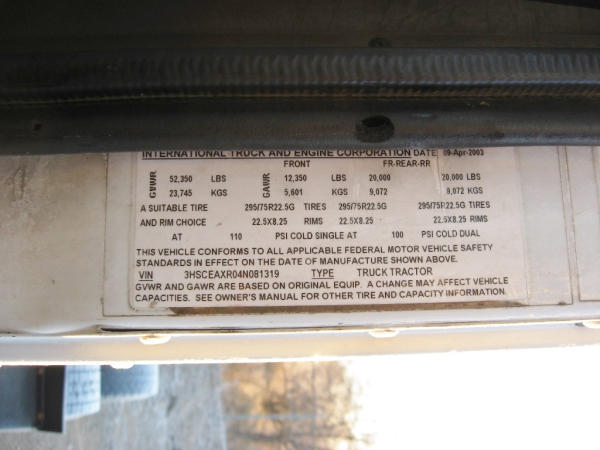 INTERNATIONAL TRUCK AND ENGINE CORPORATION DATE 09-Apr-2003
FRONT FR-REAR-RR
GVWR 52,350 LBS GAWR 12,350 LBS 20,000 20,000 LBS
23,745 KGS 5,601 KGS 9,072 9,072 KGS
A SUITABLE TIRE 295/75R22.5G TIRES 295/75R22.5G 295/75R22.5G TIRES
AND RIM CHOICE 22.5X8.25 RIMS 22.5X8.25 22.5X8.25 RIMS
AT 110 PSI COLD SINGLE AT 100 PSI COLD DUAL
THIS VEHICLE CONFORMS TO ALL APPLICABLE FEDERAL MOTOR VEHICLE SAFETY
STANDARDS IN EFFECT ON THE DATE OF MANUFACTURE SHOWN ABOVE.
VIN 3HSCEAXR04N081319 TYPE TRUCK TRACTOR
GVWR AND GAWR ARE BASED ON ORIGINAL EQUIP. A CHANGE MAY AFFECT VEHICLE
CAPACITIES. SEE OWNER'S MANUAL FOR OTHER TIRE AND CAPACITY INFORMATION.